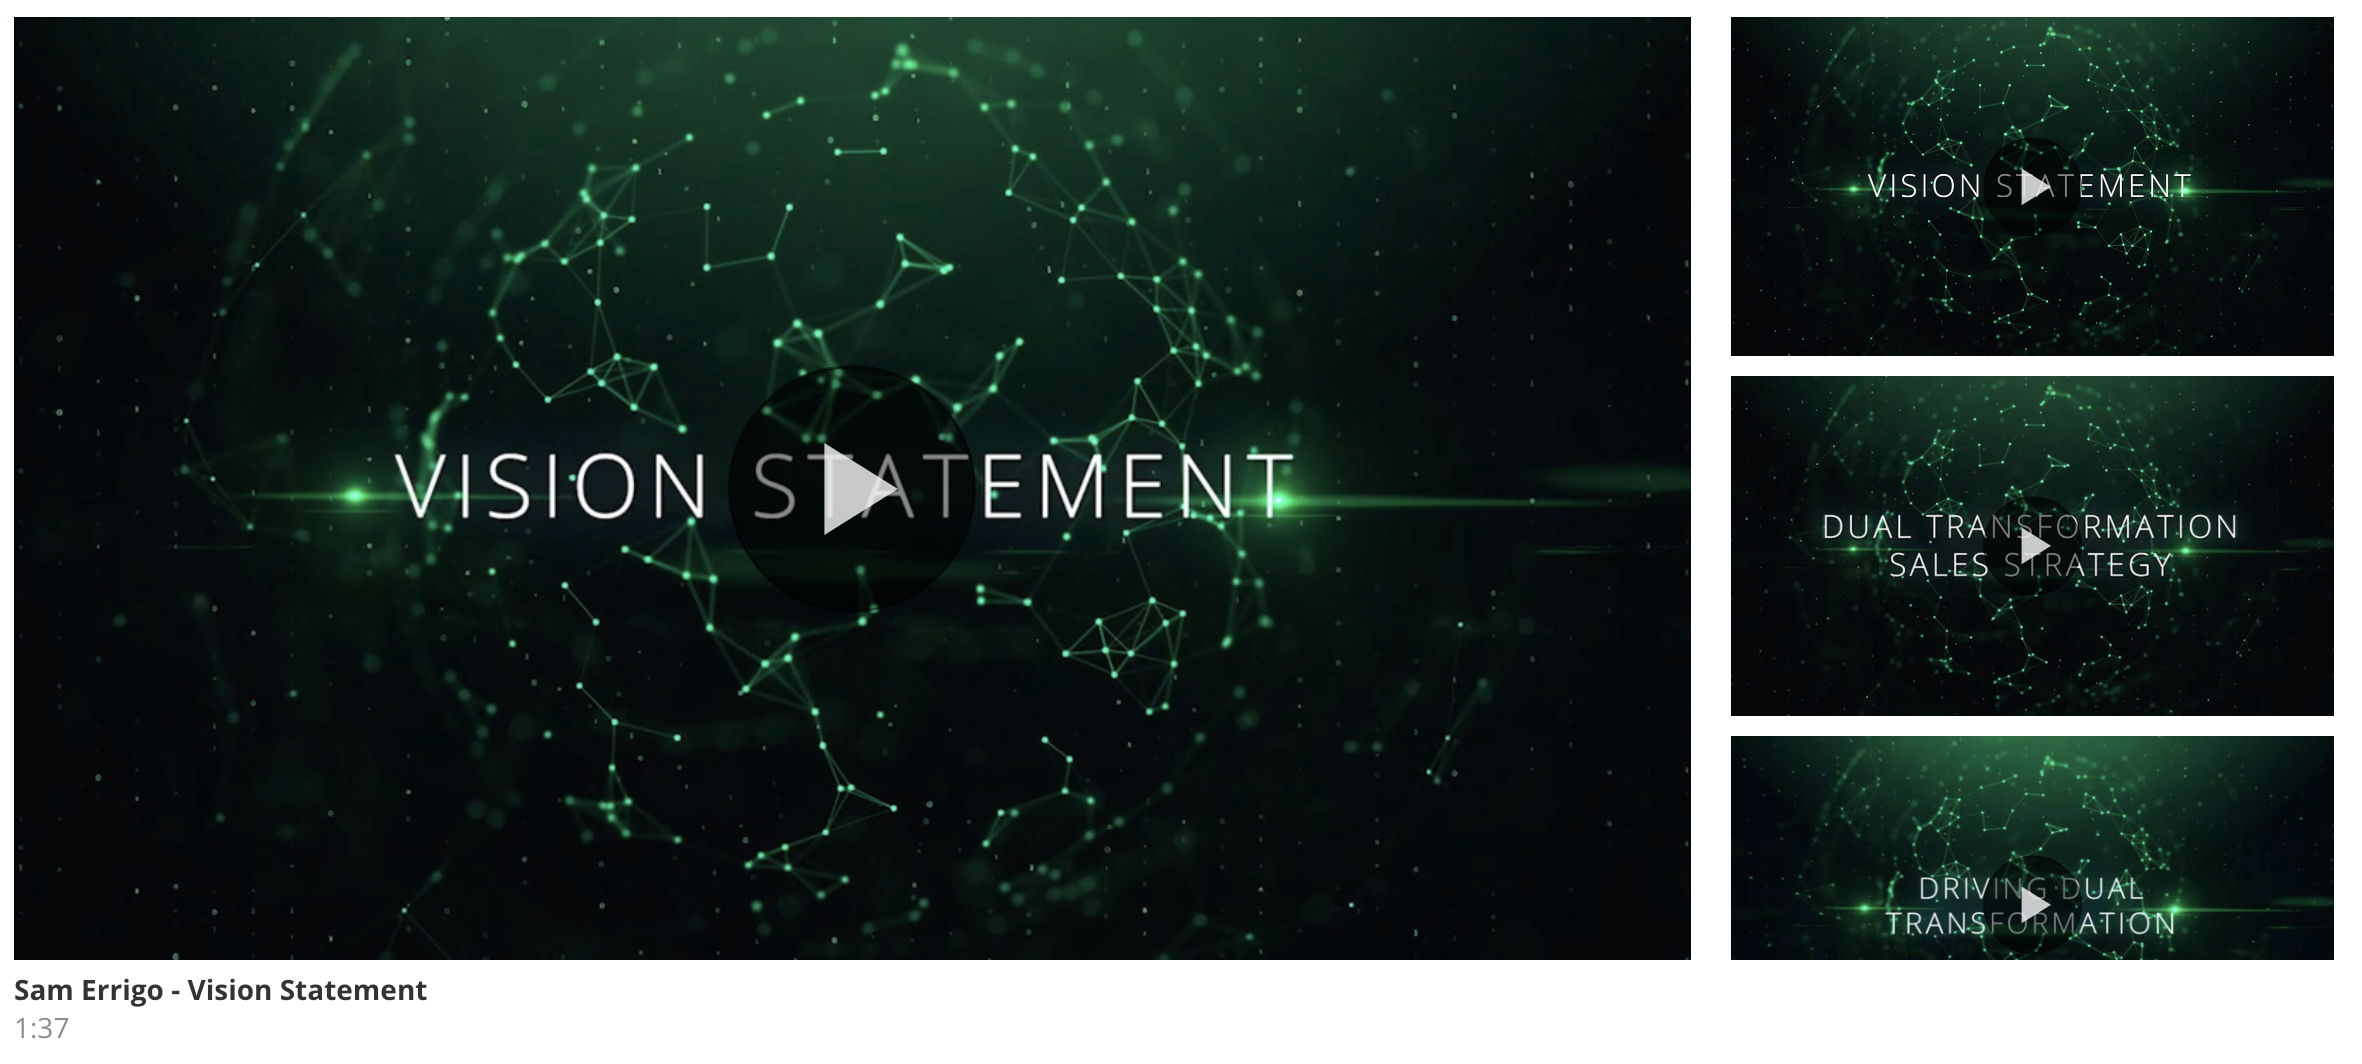 VISION STATEMENT
Sam Errigo - Vision Statement
1:37
VISION STATEMENT
DUAL TRANSFORMATION
SALES STRATEGY
DRIVING DUAL
TRANSFORMATION